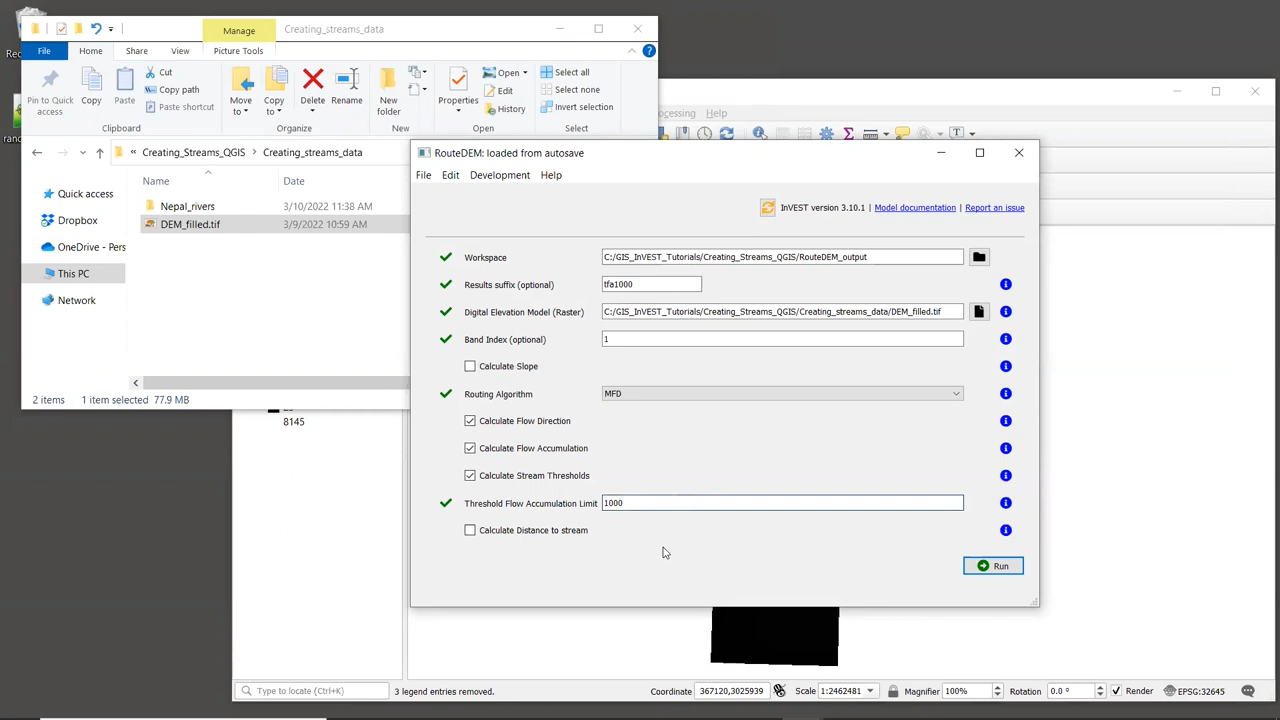 Manage
Creating_streams_data
File
Home
Share
View
Picture Tools
Pin to Quick access
Copy
Paste
Cut
Copy path
Paste shortcut
Clipboard
Move to
Copy to
Delete
Rename
Organize
New folder
New
Properties
Open
Edit
History
Open
Select all
Select none
Invert selection
Select
« Creating_Streams_QGIS > Creating_streams_data
Name
Date
Quick access
Dropbox
OneDrive - Pers
This PC
Network
Nepal_rivers 3/10/2022 11:38 AM
DEM_filled.tif 3/9/2022 10:59 AM
2 items 1 item selected 77.9 MB
8145
Help
RouteDEM: loaded from autosave
File Edit Development Help
InVEST version 3.10.1 | Model documentation | Report an issue
Workspace C:/GIS_InVEST_Tutorials/Creating_Streams_QGIS/RouteDEM_output
Results suffix (optional) tfa1000
Digital Elevation Model (Raster) C:/GIS_InVEST_Tutorials/Creating_Streams_QGIS/Creating_streams_data/DEM_filled.tif
Band Index (optional) 1
Calculate Slope
Routing Algorithm MFD
Calculate Flow Direction
Calculate Flow Accumulation
Calculate Stream Thresholds
Threshold Flow Accumulation Limit 1000
Calculate Distance to stream
Run
Type to locate (Ctrl+K) 3 legend entries removed. Coordinate 367120,3025939 Scale 1:2462481 Magnifier 100% Rotation 0.0 ° Render EPSG:32645